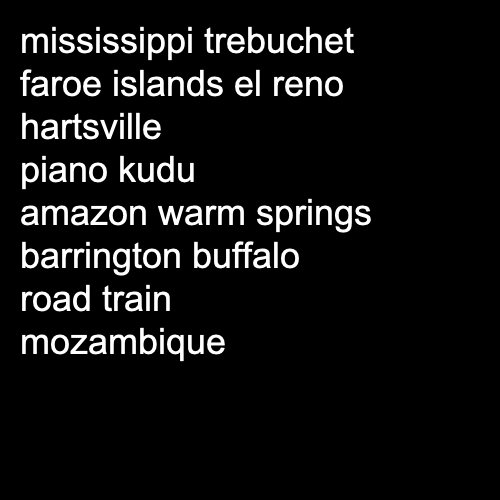 mississippi trebuchet
faroe islands el reno
hartsville
piano kudu
amazon warm springs
barrington buffalo
road train
mozambique